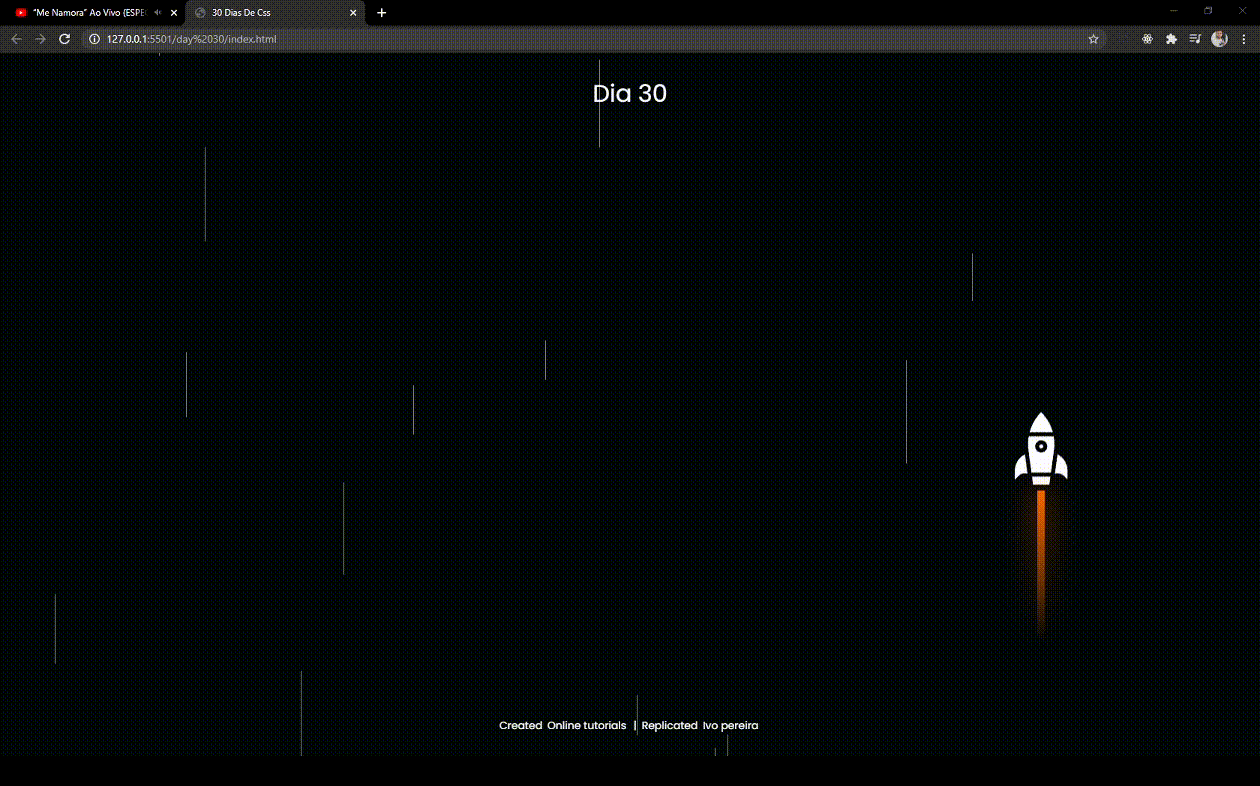 “Me Namora” Ao Vivo (ESPE
30 Dias De Css
127.0.0.1:5501/day%2030/index.html
Dia 30
Created Online tutorials | Replicated Ivo pereira